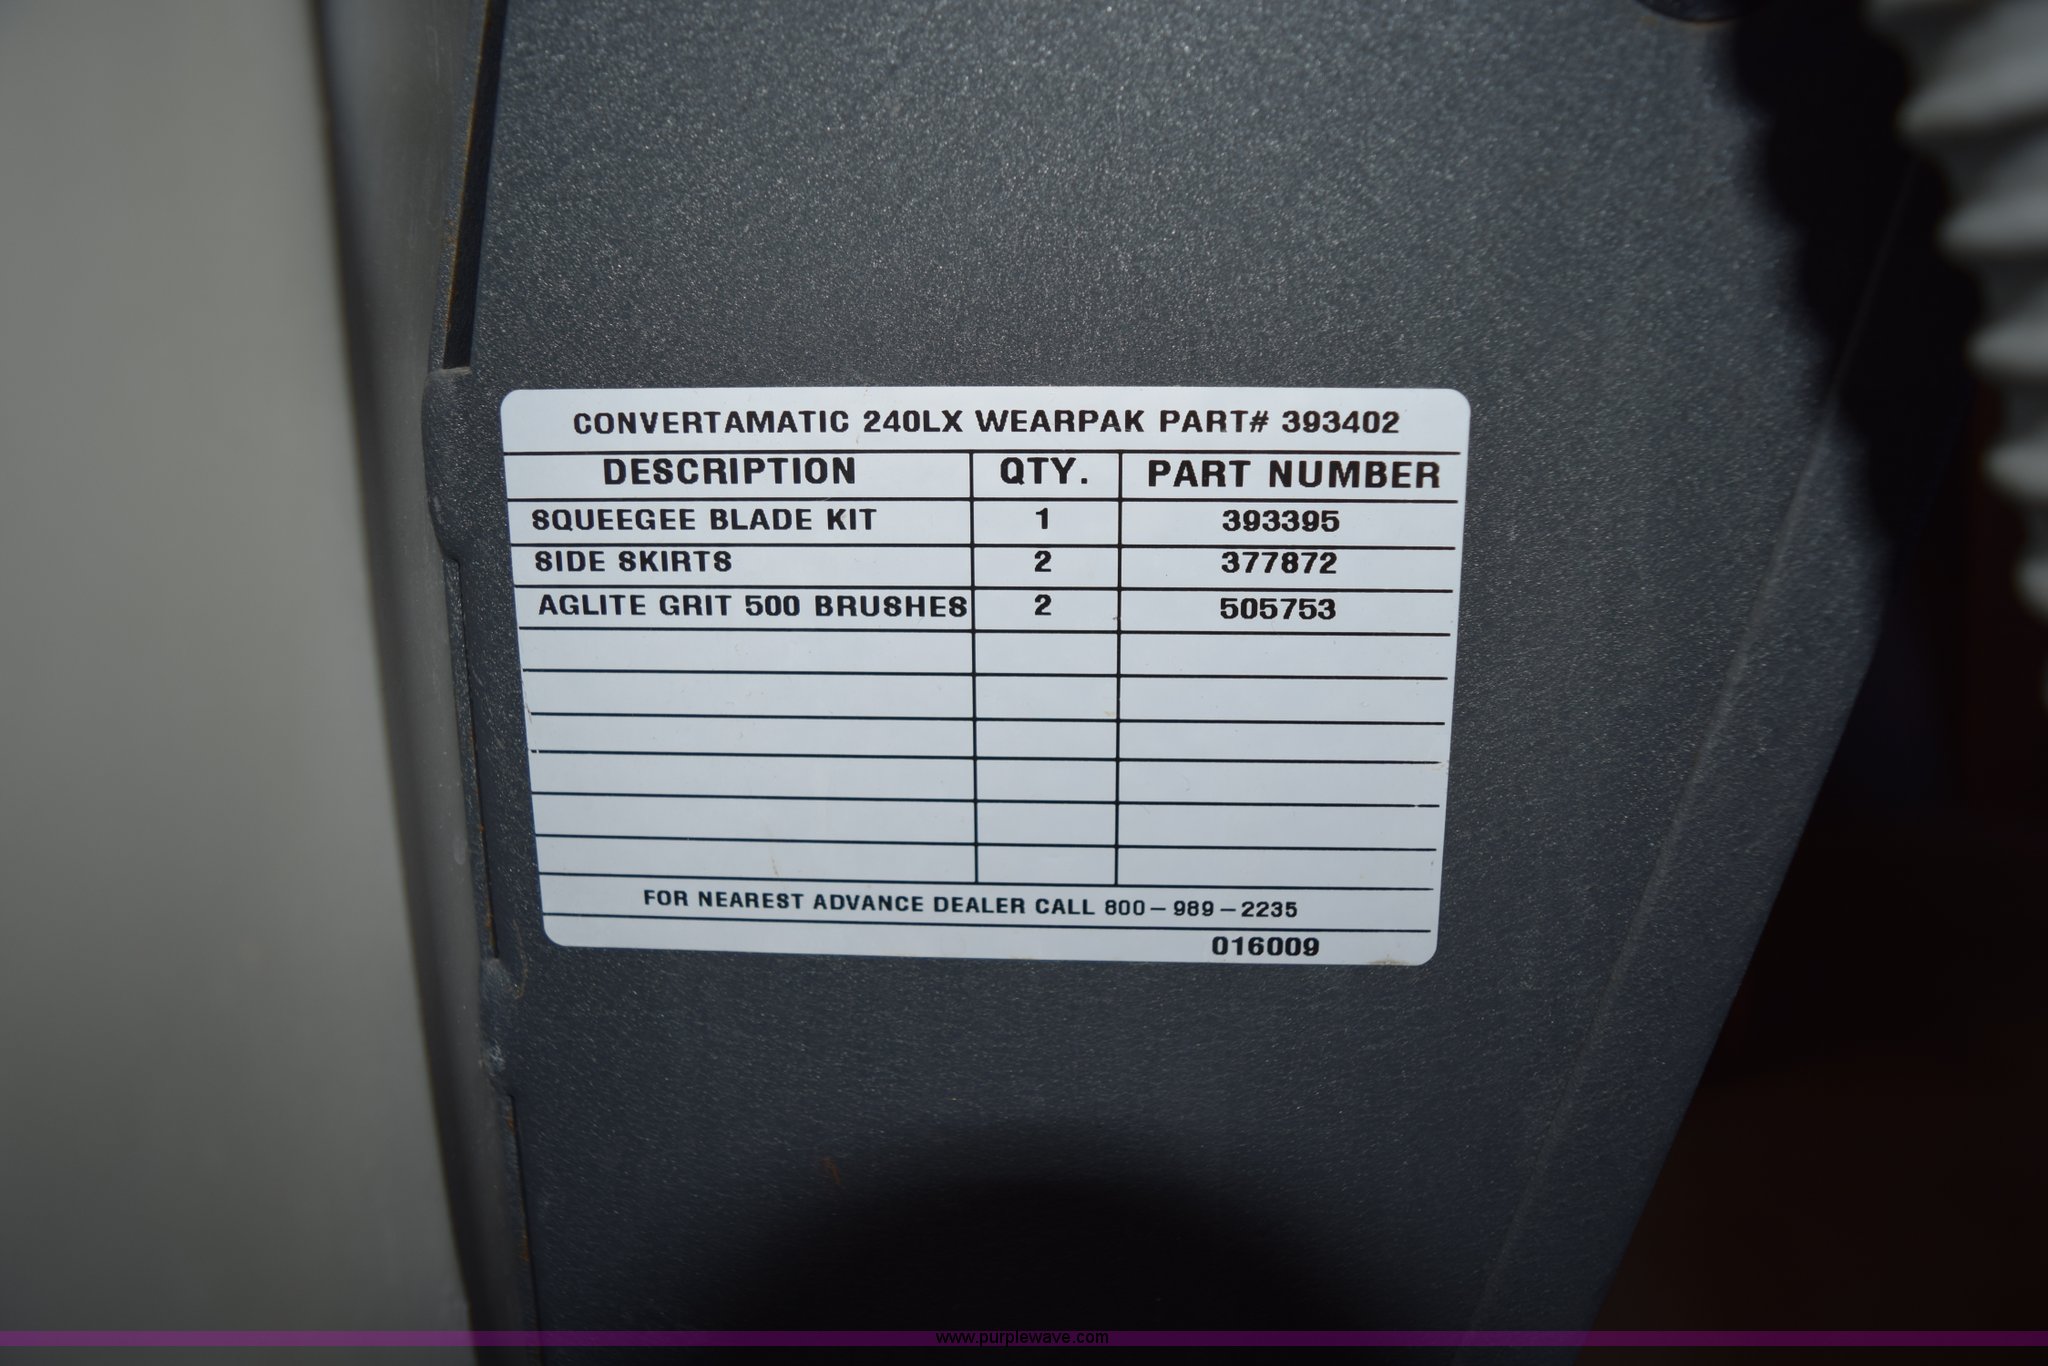 CONVERTAMATIC 240LX WEARPAK PART# 393402
DESCRIPTION QTY. PART NUMBER
SQUEEGEE BLADE KIT 1 393395
SIDE SKIRTS 2 377872
AGLITE GRIT 500 BRUSHES 2 505753
FOR NEAREST ADVANCE DEALER CALL 800-989-2235
016009
www.purplewave.com